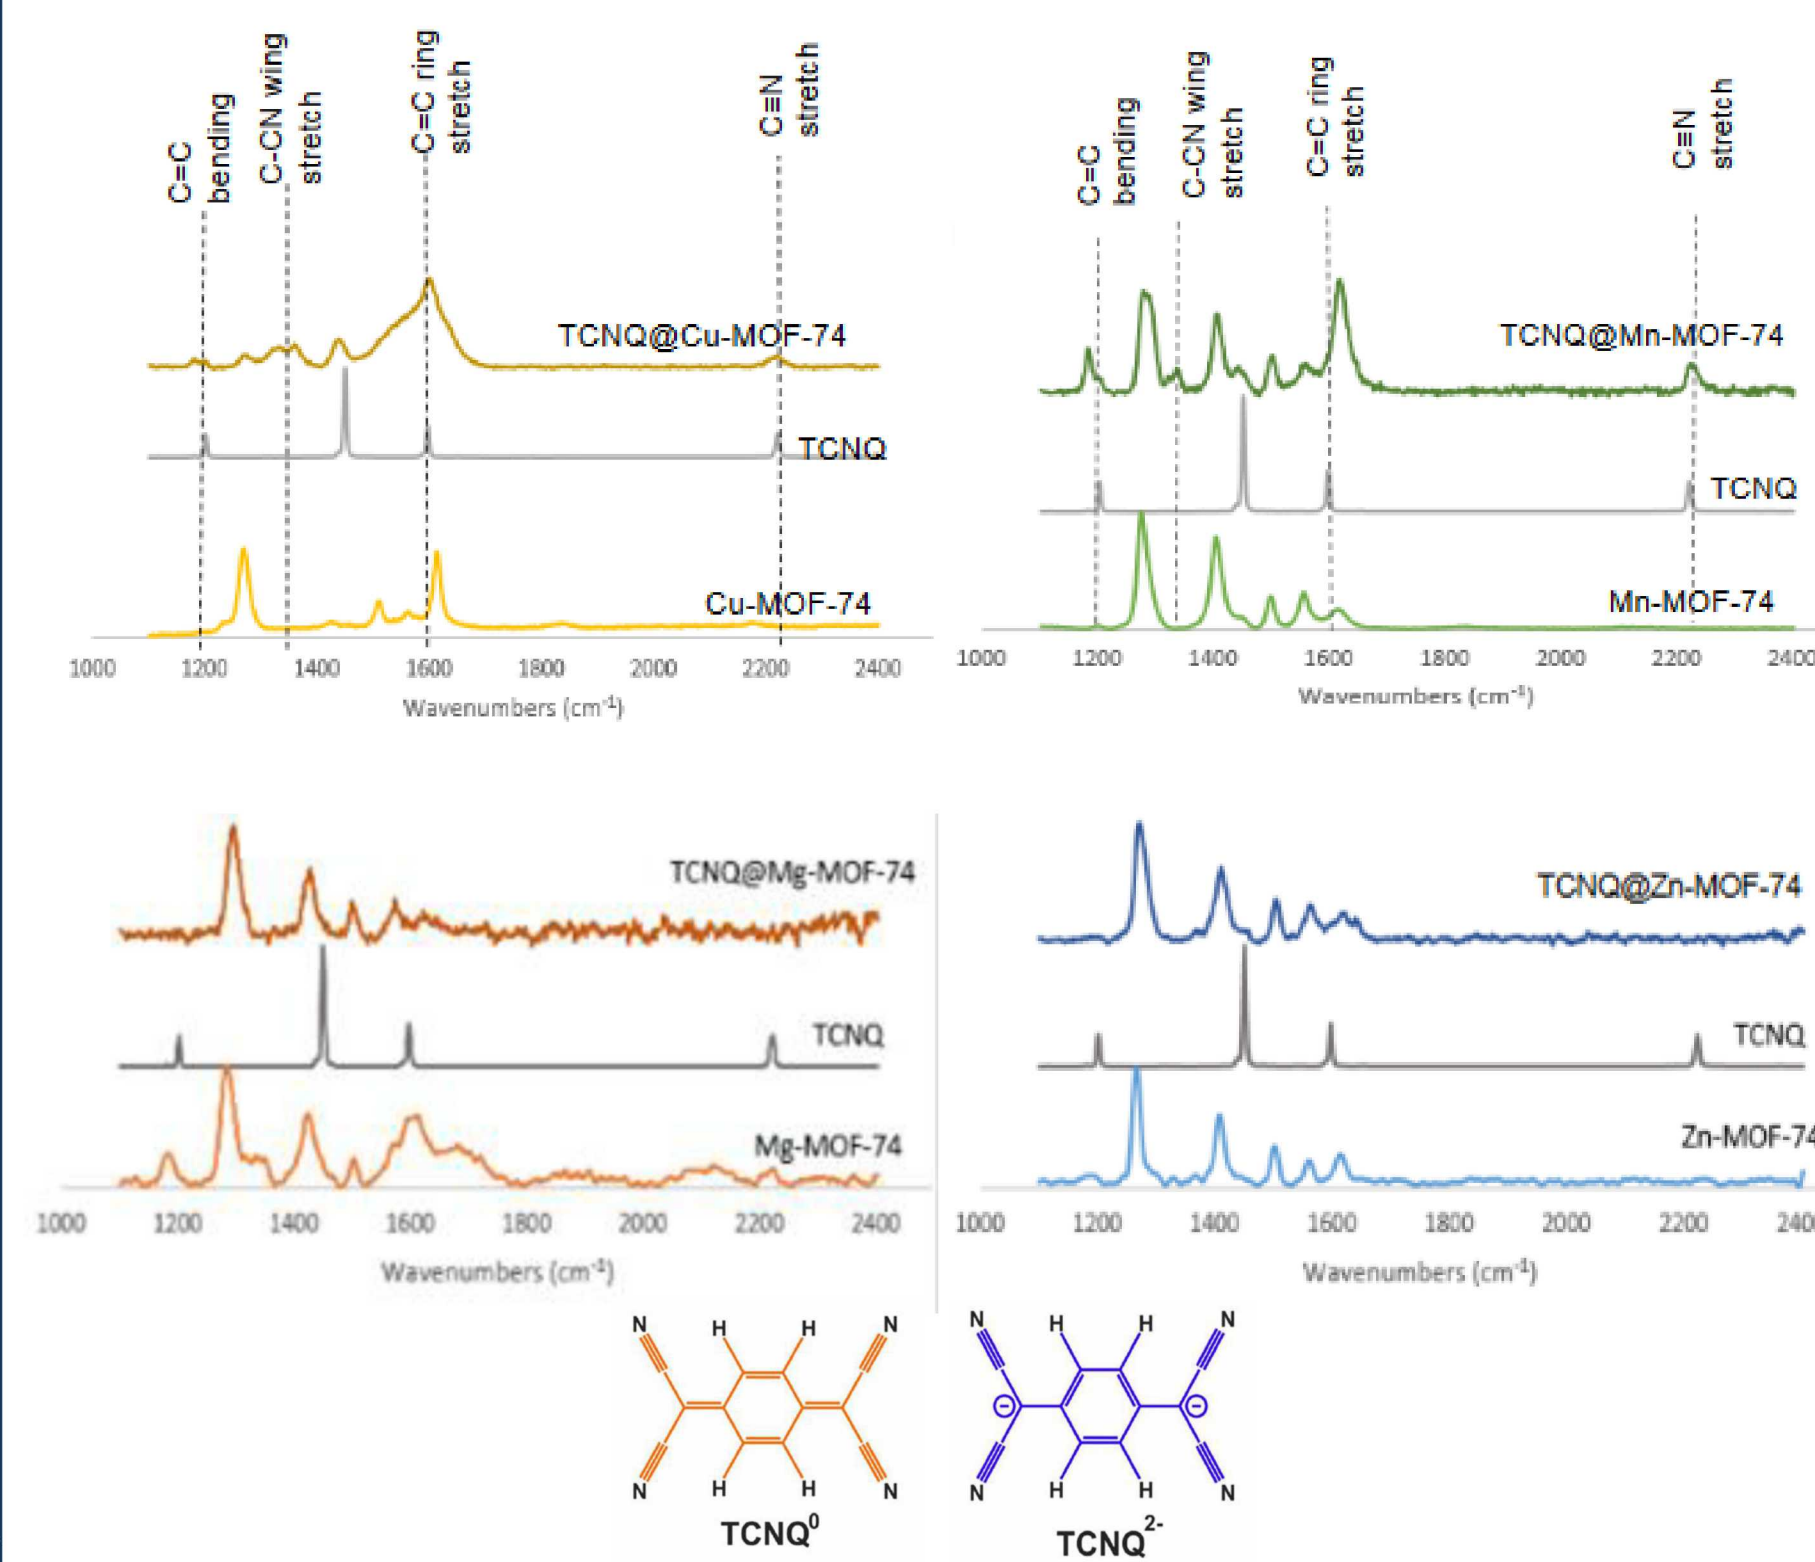 C=C
bending
C-CN wing
stretch
C=C ring
stretch
C≡N
stretch
TCNQ@Cu-MOF-74
TCNQ
Cu-MOF-74
1000 1200 1400 1600 1800 2000 2200 2400
Wavenumbers (cm⁻¹)
C=C
bending
C-CN wing
stretch
C=C ring
stretch
C≡N
stretch
TCNQ@Mn-MOF-74
TCNQ
Mn-MOF-74
1000 1200 1400 1600 1800 2000 2200 2400
Wavenumbers (cm⁻¹)
TCNQ@Mg-MOF-74
TCNQ
Mg-MOF-74
1000 1200 1400 1600 1800 2000 2200 2400
Wavenumbers (cm⁻¹)
TCNQ@Zn-MOF-74
TCNQ
Zn-MOF-74
1000 1200 1400 1600 1800 2000 2200 240
Wavenumbers (cm⁻¹)
N H H N
N H H N
TCNQ⁰
N H H N
⊖ ⊖
N H H N
TCNQ²⁻